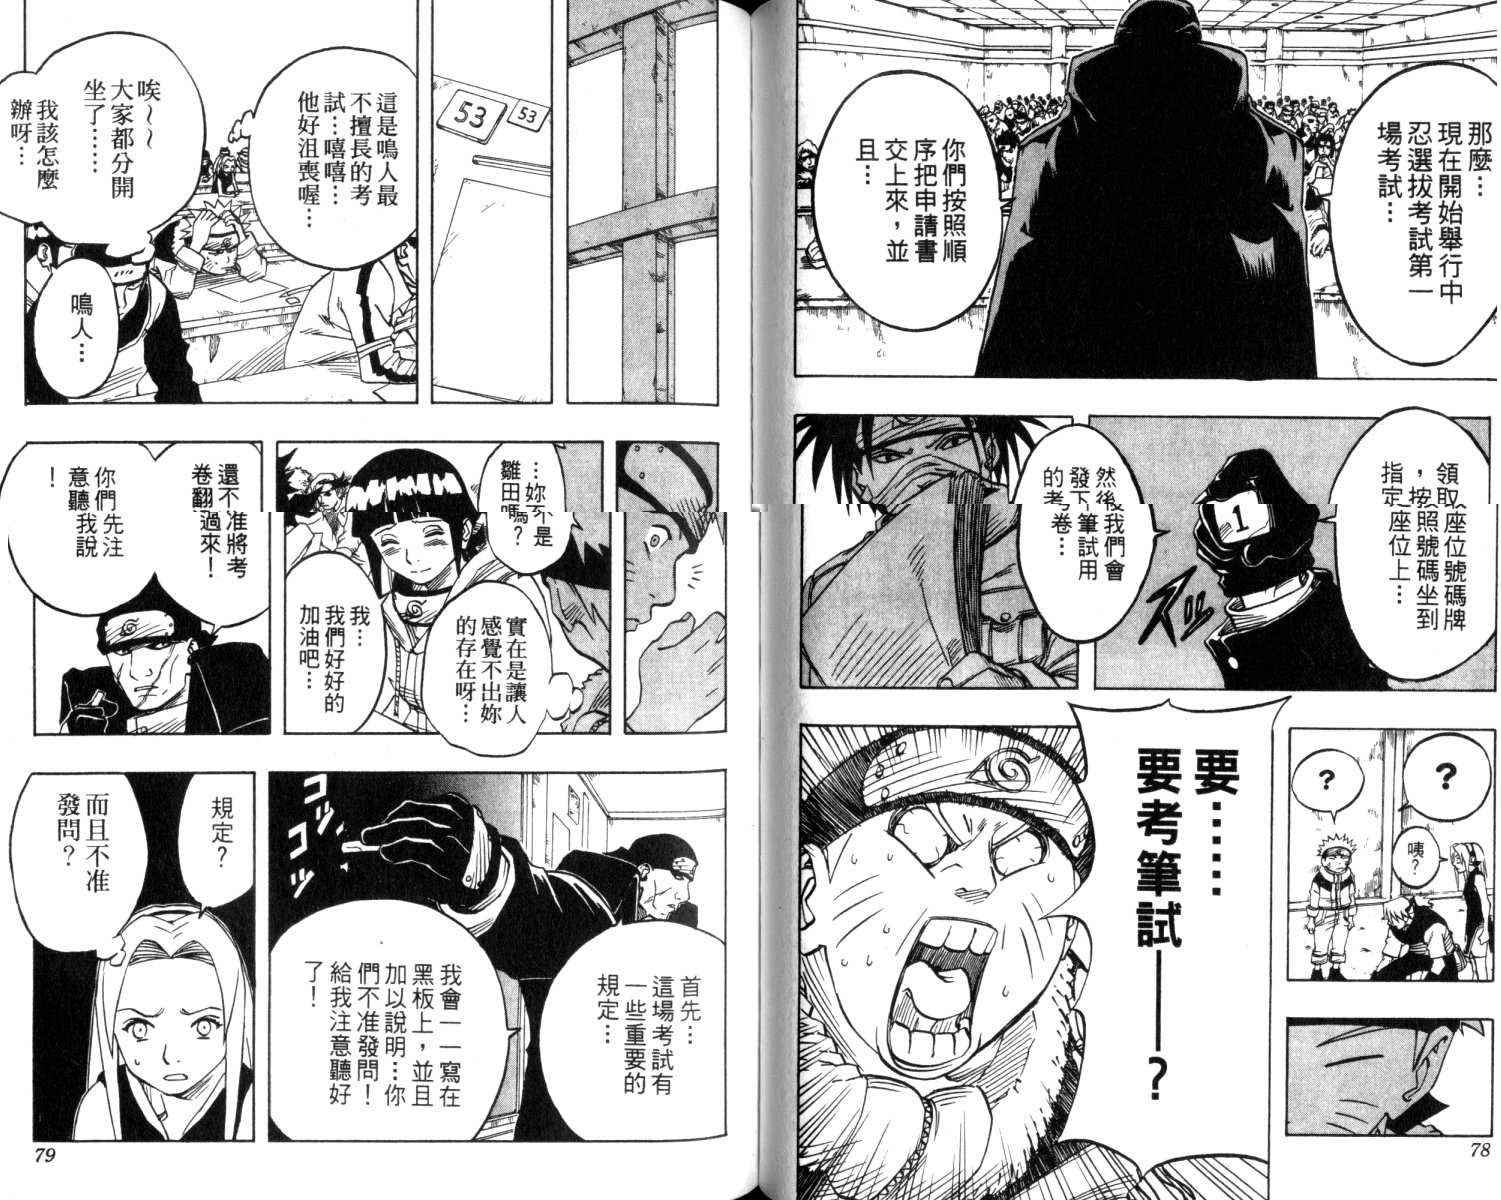 那麼…
現在開始舉行中
忍選拔考試第一
場考試…
你們按照順
序把申請書
交上來，並
且…
領取座位號碼牌
，按照號碼坐到
指定座位上…
1
ズッ
然後我們會
發下筆試用
的考卷…
？
？
咦？
要……
要考筆試——？
78
53
53
這是鳴人最
不擅長的考
試…嘻嘻…
他好沮喪喔…
唉～～
大家都分開
坐了……
我該怎麼
辦呀…
鳴人…
…妳不是
雛田嗎？
實在是讓人
感覺不出妳
的存在呀…
我…
我們好好的
加油吧…
還不准將考
卷翻過來！
你們先注
意聽我說
！
首先…
這場考試有
一些重要的
規定…
コッ
コッ
我會一一寫在
黑板上，並且
加以說明…你
們不准發問！
給我注意聽好
了！
規定？
而且不准
發問？
79